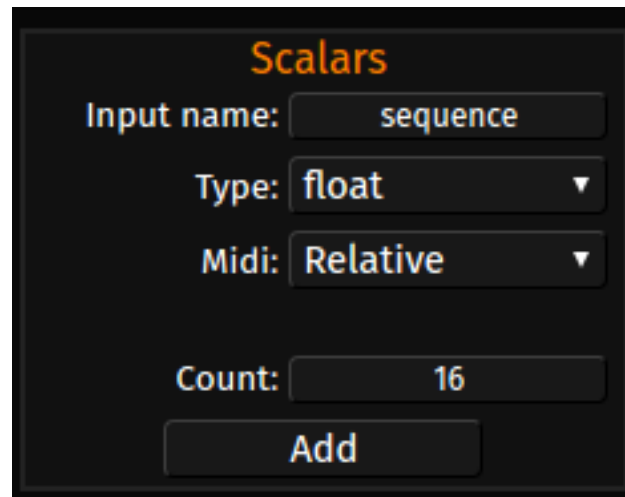 Scalars
Input name: sequence
Type: float
Midi: Relative
Count: 16
Add